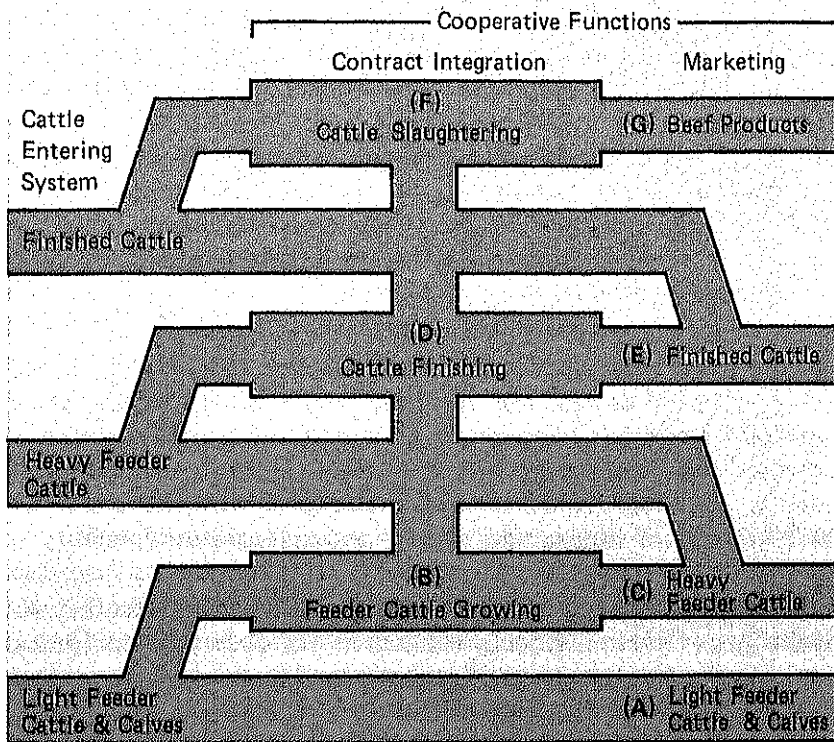 Cooperative Functions
Contract Integration
Marketing
Cattle
Entering
System
(F)
Cattle Slaughtering
(G) Beef Products
Finished Cattle
(D)
Cattle Finishing
(E) Finished Cattle
Heavy Feeder
Cattle
(B)
Feeder Cattle Growing
(C) Heavy
Feeder Cattle
Light Feeder
Cattle & Calves
(A) Light Feeder
Cattle & Calves